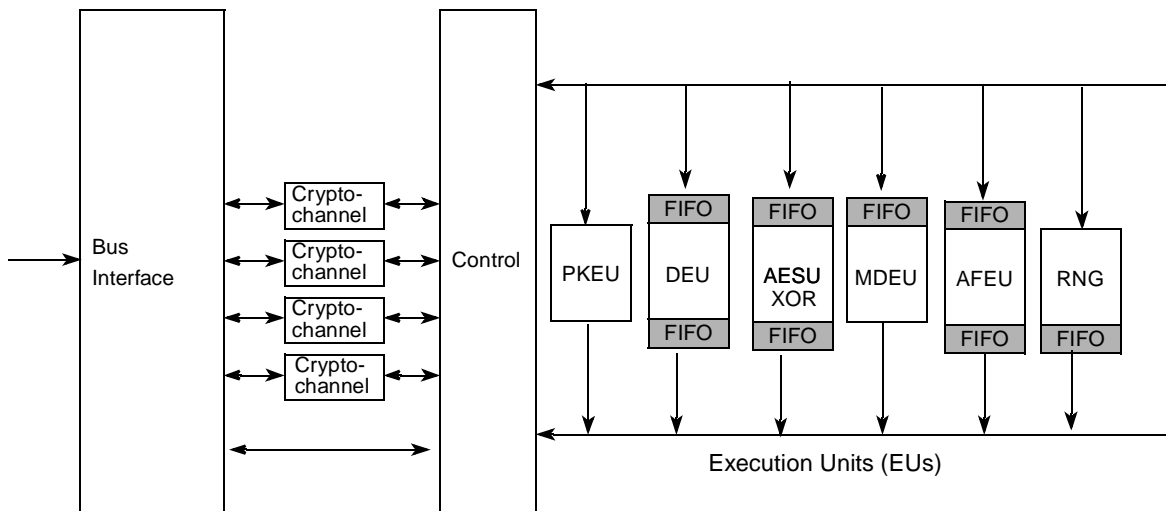 Bus
Interface
Crypto-
channel
Crypto-
channel
Crypto-
channel
Crypto-
channel
Control
PKEU
FIFO
DEU
FIFO
FIFO
AESU
XOR
FIFO
FIFO
MDEU
FIFO
AFEU
FIFO
RNG
FIFO
Execution Units (EUs)